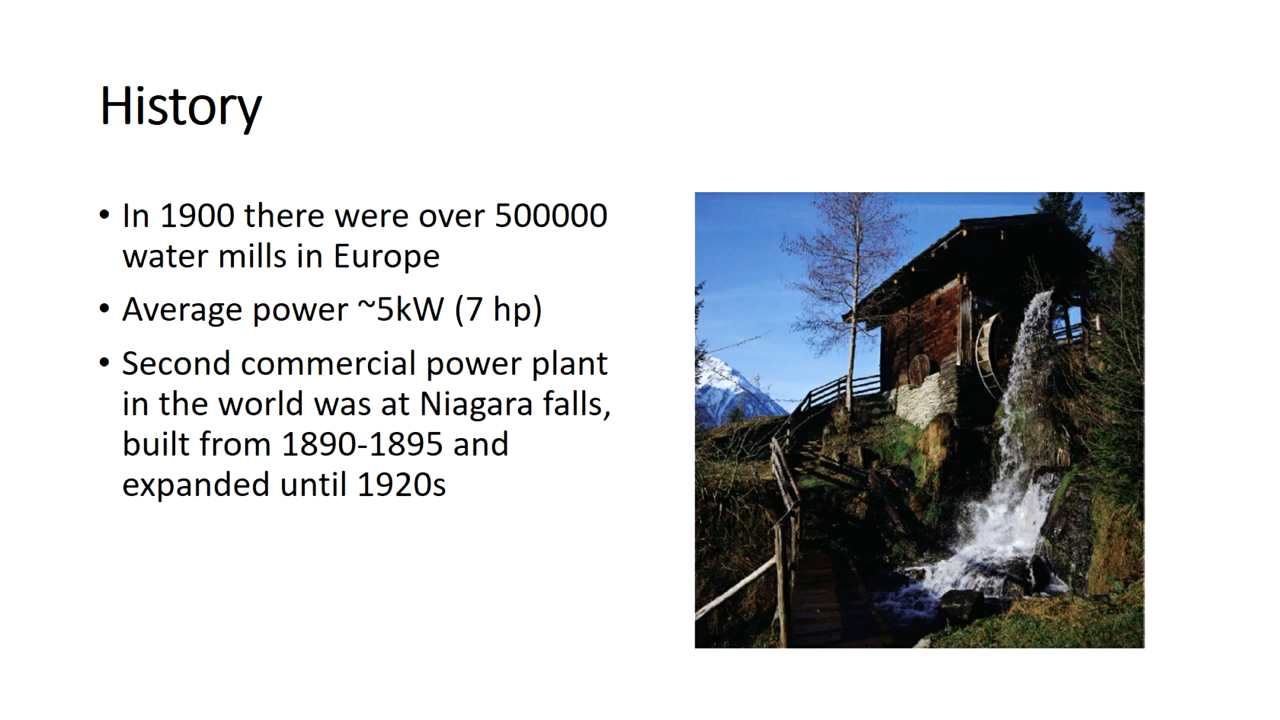 History
• In 1900 there were over 500000
water mills in Europe
• Average power ~5kW (7 hp)
• Second commercial power plant
in the world was at Niagara falls,
built from 1890-1895 and
expanded until 1920s